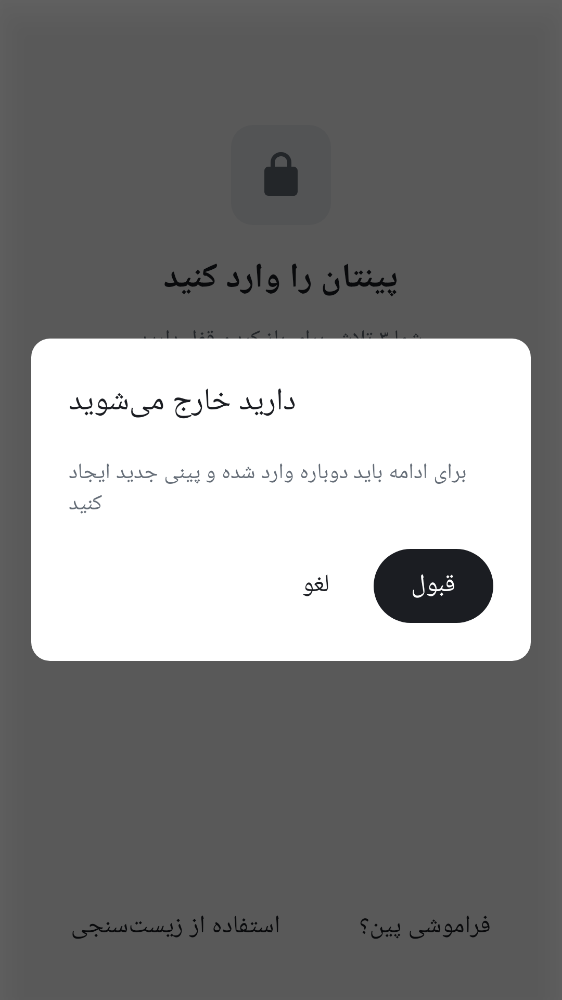 پینتان را وارد کنید
دارید خارج می‌شوید
برای ادامه باید دوباره وارد شده و پینی جدید ایجاد
کنید
قبول
لغو
فراموشی پین؟
استفاده از زیست‌سنجی